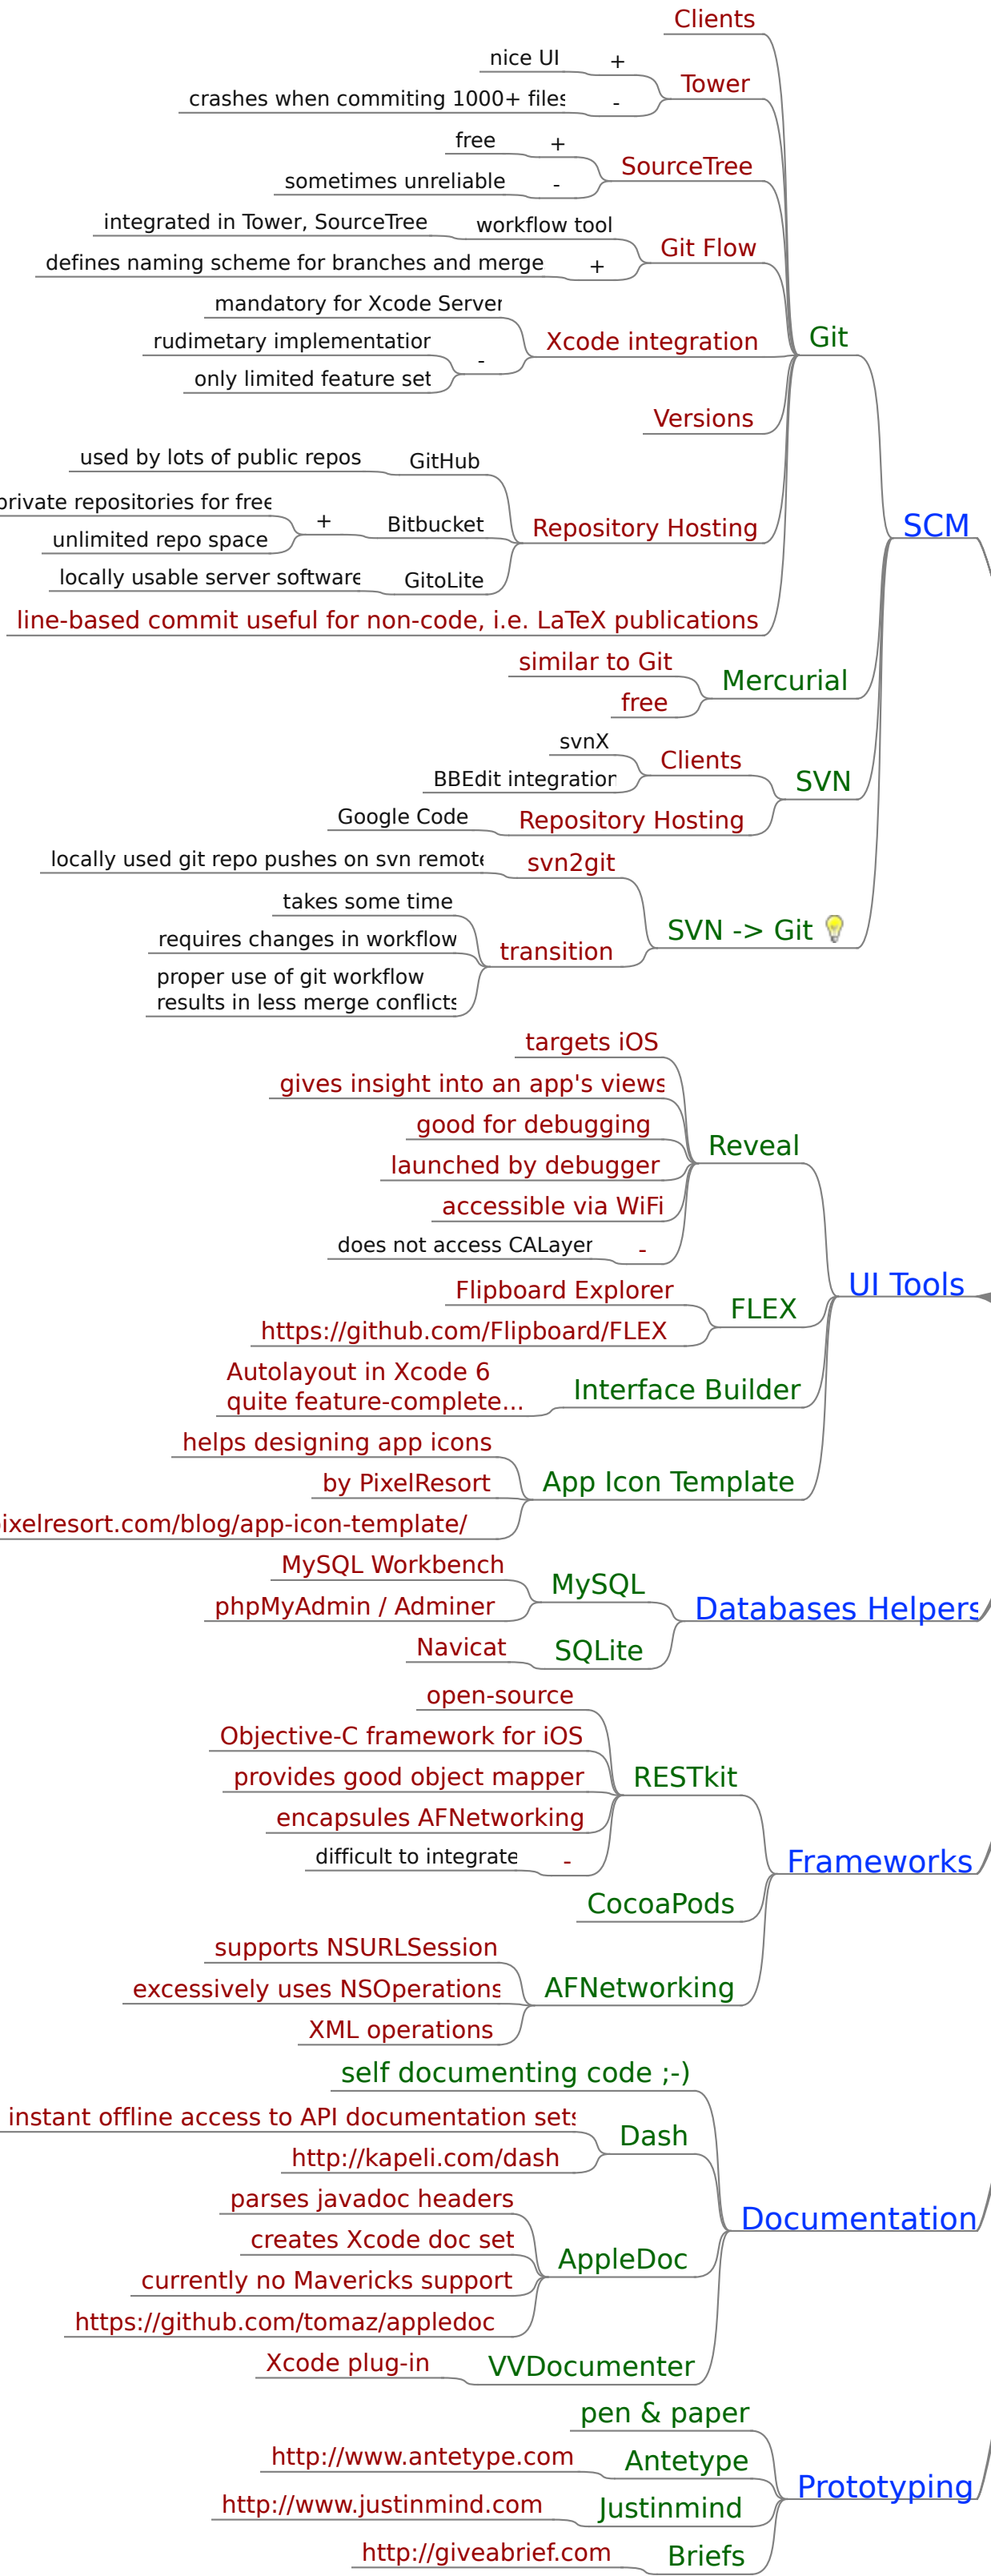 Clients
nice UI
+
Tower
crashes when commiting 1000+ files
-
free
+
SourceTree
sometimes unreliable
-
integrated in Tower, SourceTree
workflow tool
Git Flow
defines naming scheme for branches and merge
+
mandatory for Xcode Server
Xcode integration
rudimetary implementation
-
only limited feature set
Git
Versions
used by lots of public repos
GitHub
private repositories for free
+
Bitbucket
Repository Hosting
unlimited repo space
locally usable server software
GitoLite
line-based commit useful for non-code, i.e. LaTeX publications
SCM
similar to Git
Mercurial
free
svnX
Clients
BBEdit integration
SVN
Google Code
Repository Hosting
locally used git repo pushes on svn remote
svn2git
SVN -> Git
takes some time
requires changes in workflow
transition
proper use of git workflow
results in less merge conflicts
targets iOS
gives insight into an app's views
good for debugging
Reveal
launched by debugger
accessible via WiFi
does not access CALayer
-
UI Tools
Flipboard Explorer
FLEX
https://github.com/Flipboard/FLEX
Autolayout in Xcode 6
quite feature-complete...
Interface Builder
helps designing app icons
by PixelResort
App Icon Template
ixelresort.com/blog/app-icon-template/
MySQL Workbench
MySQL
phpMyAdmin / Adminer
Databases Helpers
Navicat
SQLite
open-source
Objective-C framework for iOS
provides good object mapper
RESTkit
encapsules AFNetworking
difficult to integrate
-
Frameworks
CocoaPods
supports NSURLSession
excessively uses NSOperations
AFNetworking
XML operations
self documenting code ;-)
instant offline access to API documentation sets
Dash
http://kapeli.com/dash
Documentation
parses javadoc headers
creates Xcode doc set
AppleDoc
currently no Mavericks support
https://github.com/tomaz/appledoc
Xcode plug-in
VVDocumenter
pen & paper
http://www.antetype.com
Antetype
Prototyping
http://www.justinmind.com
Justinmind
http://giveabrief.com
Briefs